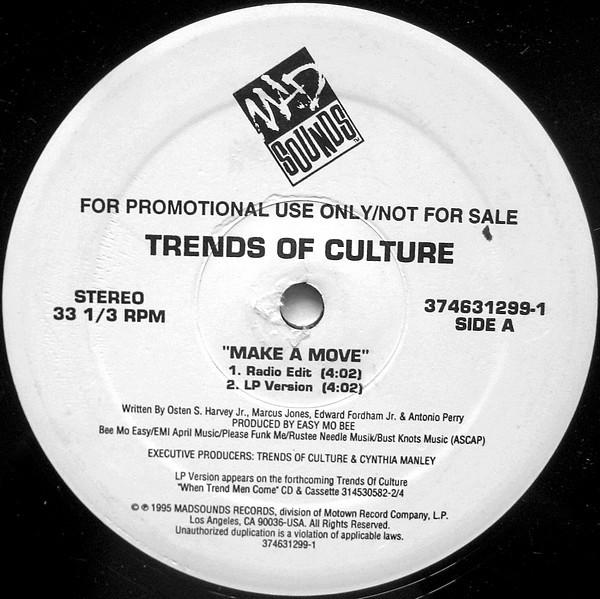 MAD
SOUNDS™
FOR PROMOTIONAL USE ONLY/NOT FOR SALE
TRENDS OF CULTURE
STEREO
33 1/3 RPM
374631299-1
SIDE A
"MAKE A MOVE"
1. Radio Edit (4:02)
2. LP Version (4:02)
Written By Osten S. Harvey Jr., Marcus Jones, Edward Fordham Jr. & Antonio Perry
PRODUCED BY EASY MO BEE
Bee Mo Easy/EMI April Music/Please Funk Me/Rustee Needle Musik/Bust Knots Music (ASCAP)
EXECUTIVE PRODUCERS: TRENDS OF CULTURE & CYNTHIA MANLEY
LP Version appears on the forthcoming Trends Of Culture
"When Trend Men Come" CD & Cassette 314530582-2/4
© ℗ 1995 MADSOUNDS RECORDS, division of Motown Record Company, L.P.
Los Angeles, CA 90036-USA. All Rights Reserved.
Unauthorized duplication is a violation of applicable laws.
374631299-1